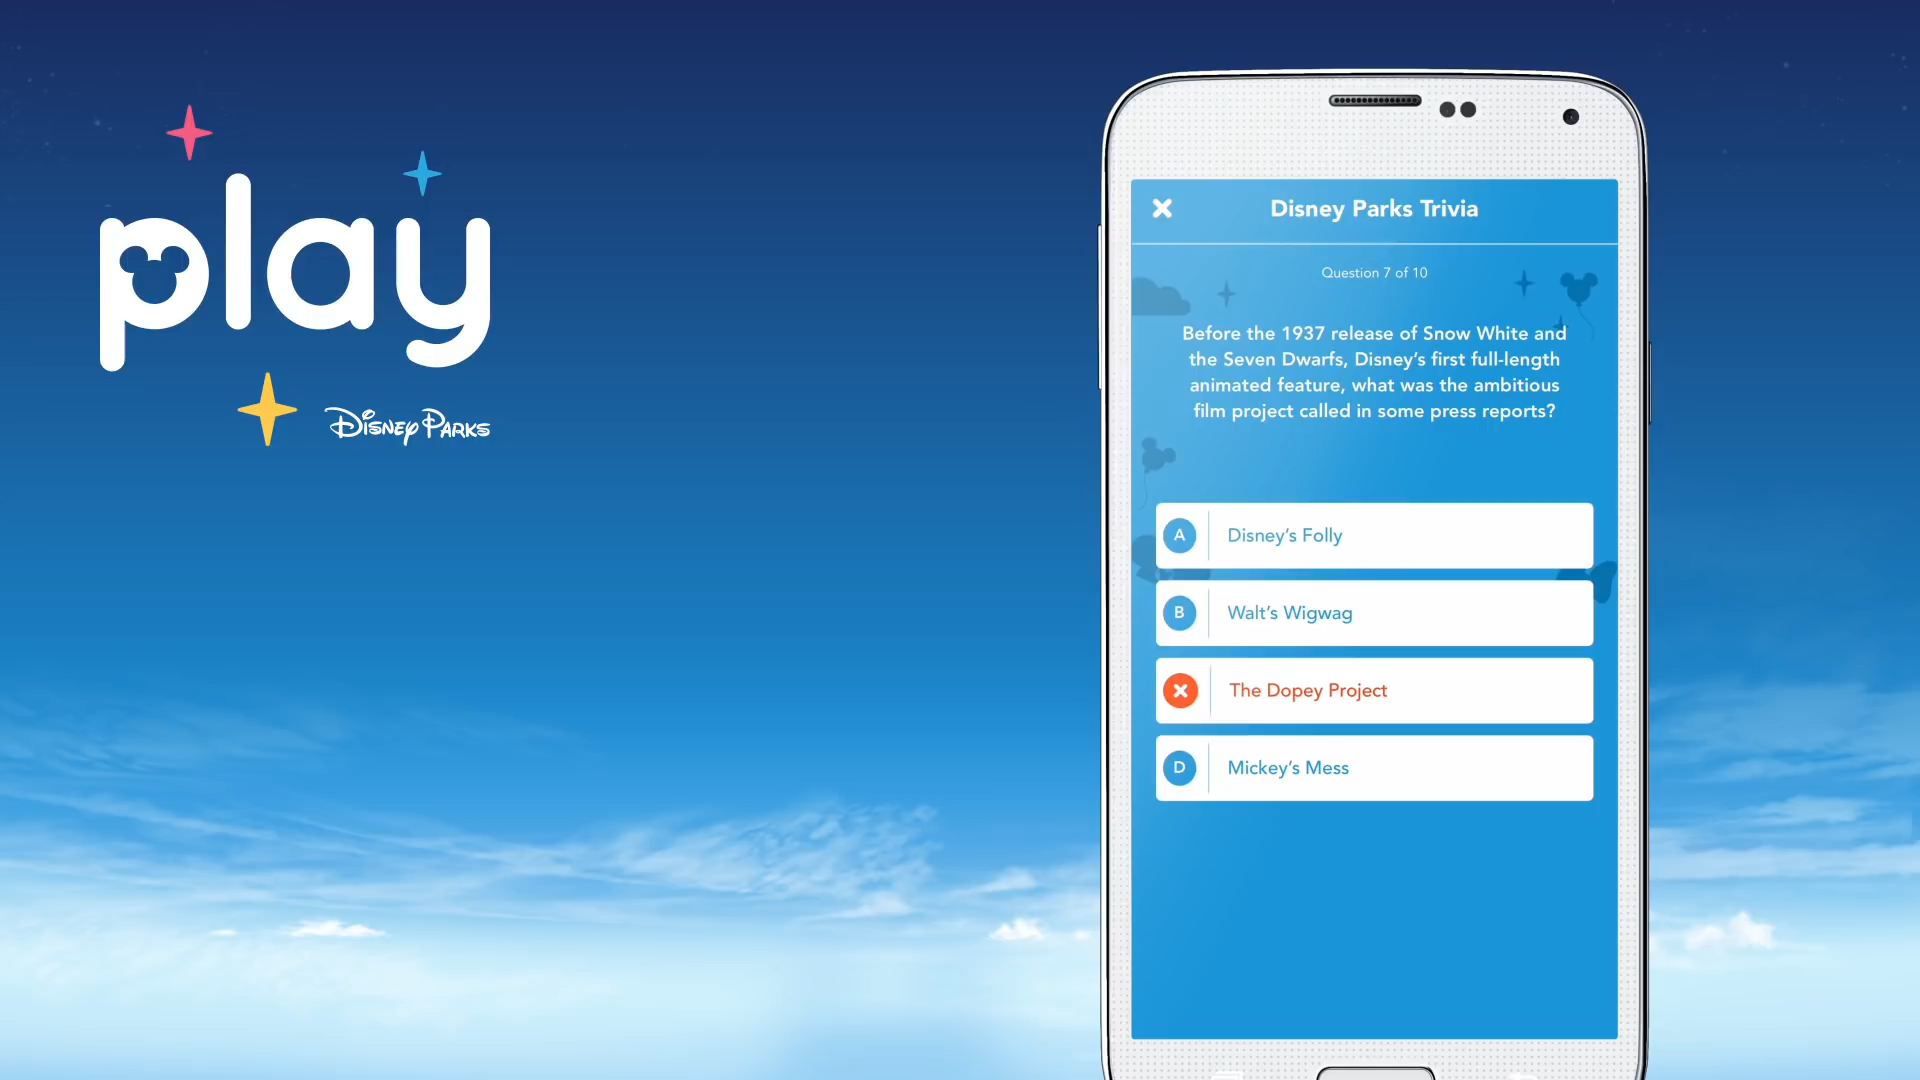 play
Disney Parks
Disney Parks Trivia
Question 7 of 10
Before the 1937 release of Snow White and
the Seven Dwarfs, Disney’s first full-length
animated feature, what was the ambitious
film project called in some press reports?
A Disney’s Folly
B Walt’s Wigwag
The Dopey Project
D Mickey’s Mess